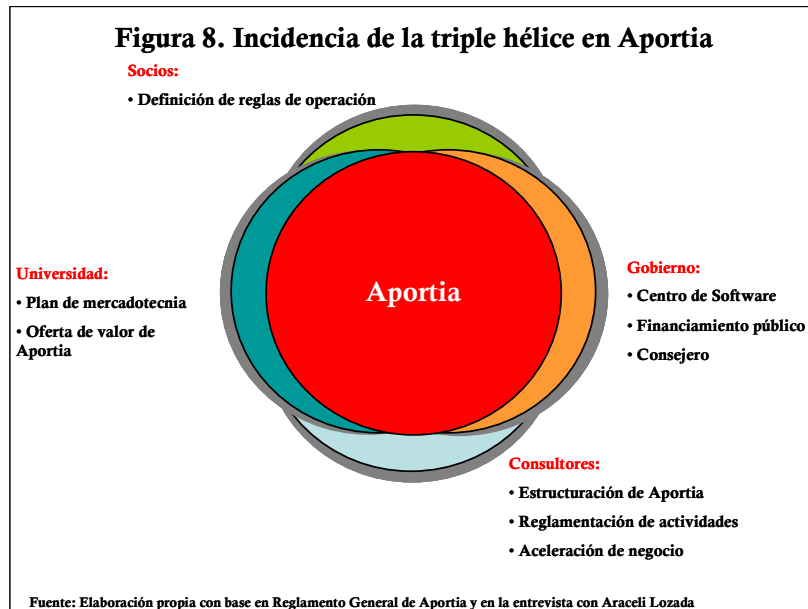 Figura 8. Incidencia de la triple hélice en Aportia
Socios:
• Definición de reglas de operación
Universidad:
• Plan de mercadotecnia
• Oferta de valor de
Aportia
Aportia
Gobierno:
• Centro de Software
• Financiamiento público
• Consejero
Consultores:
• Estructuración de Aportia
• Reglamentación de actividades
• Aceleración de negocio
Fuente: Elaboración propia con base en Reglamento General de Aportia y en la entrevista con Araceli Lozada